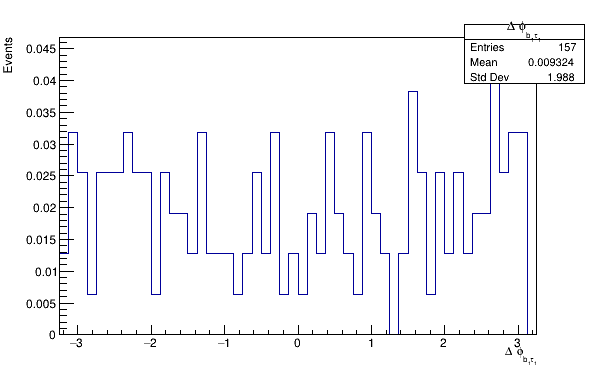 Δ ϕ b₁τ₁
Entries 157
Mean 0.009324
Std Dev 1.988
Events
0.045
0.04
0.035
0.03
0.025
0.02
0.015
0.01
0.005
0
−3 −2 −1 0 1 2 3
Δ ϕ b₁τ₁